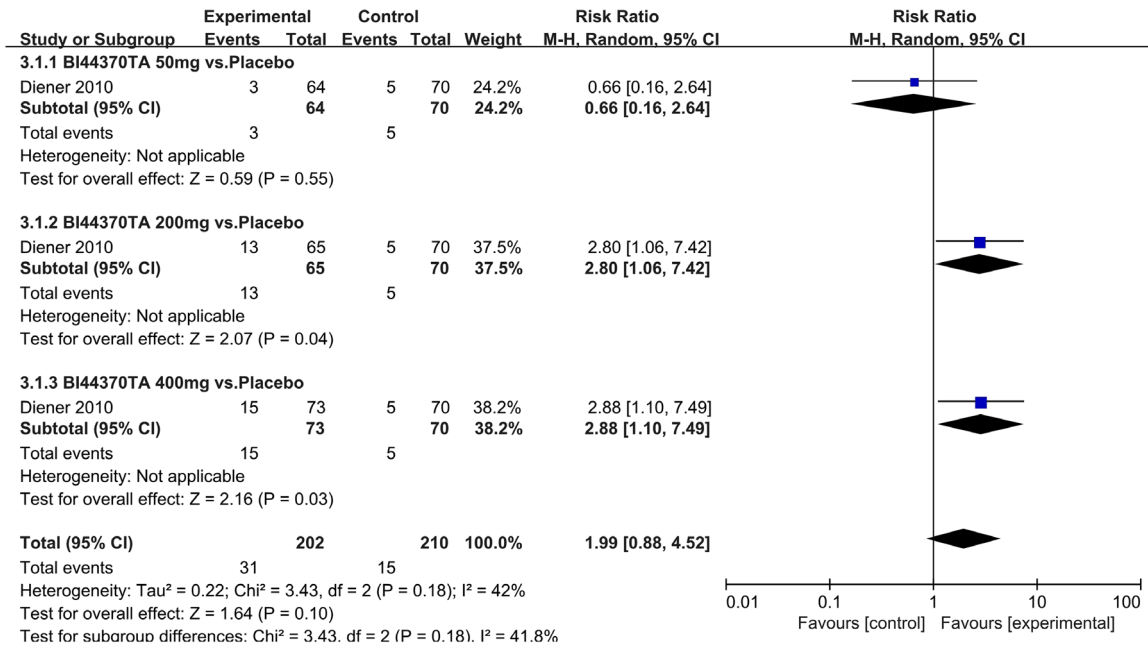 Experimental Control Risk Ratio Risk Ratio
Study or Subgroup Events Total Events Total Weight M-H, Random, 95% CI M-H, Random, 95% CI
3.1.1 BI44370TA 50mg vs.Placebo
Diener 2010 3 64 5 70 24.2% 0.66 [0.16, 2.64]
Subtotal (95% CI) 64 70 24.2% 0.66 [0.16, 2.64]
Total events 3 5
Heterogeneity: Not applicable
Test for overall effect: Z = 0.59 (P = 0.55)
3.1.2 BI44370TA 200mg vs.Placebo
Diener 2010 13 65 5 70 37.5% 2.80 [1.06, 7.42]
Subtotal (95% CI) 65 70 37.5% 2.80 [1.06, 7.42]
Total events 13 5
Heterogeneity: Not applicable
Test for overall effect: Z = 2.07 (P = 0.04)
3.1.3 BI44370TA 400mg vs.Placebo
Diener 2010 15 73 5 70 38.2% 2.88 [1.10, 7.49]
Subtotal (95% CI) 73 70 38.2% 2.88 [1.10, 7.49]
Total events 15 5
Heterogeneity: Not applicable
Test for overall effect: Z = 2.16 (P = 0.03)
Total (95% CI) 202 210 100.0% 1.99 [0.88, 4.52]
Total events 31 15
Heterogeneity: Tau² = 0.22; Chi² = 3.43, df = 2 (P = 0.18); I² = 42%
Test for overall effect: Z = 1.64 (P = 0.10)
Test for subgroup differences: Chi² = 3.43, df = 2 (P = 0.18), I² = 41.8%
0.01 0.1 1 10 100
Favours [control] Favours [experimental]